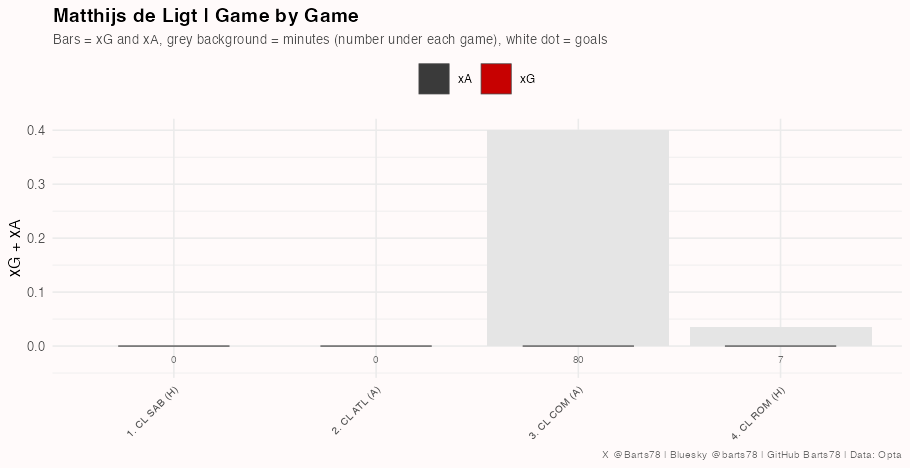 Matthijs de Ligt | Game by Game
Bars = xG and xA, grey background = minutes (number under each game), white dot = goals
xA xG
xG + xA
0.4
0.3
0.2
0.1
0.0
0 0 80 7
1. CL SAB (H) 2. CL ATL (A) 3. CL COM (A) 4. CL ROM (H)
X @Barts78 | Bluesky @barts78 | GitHub Barts78 | Data: Opta